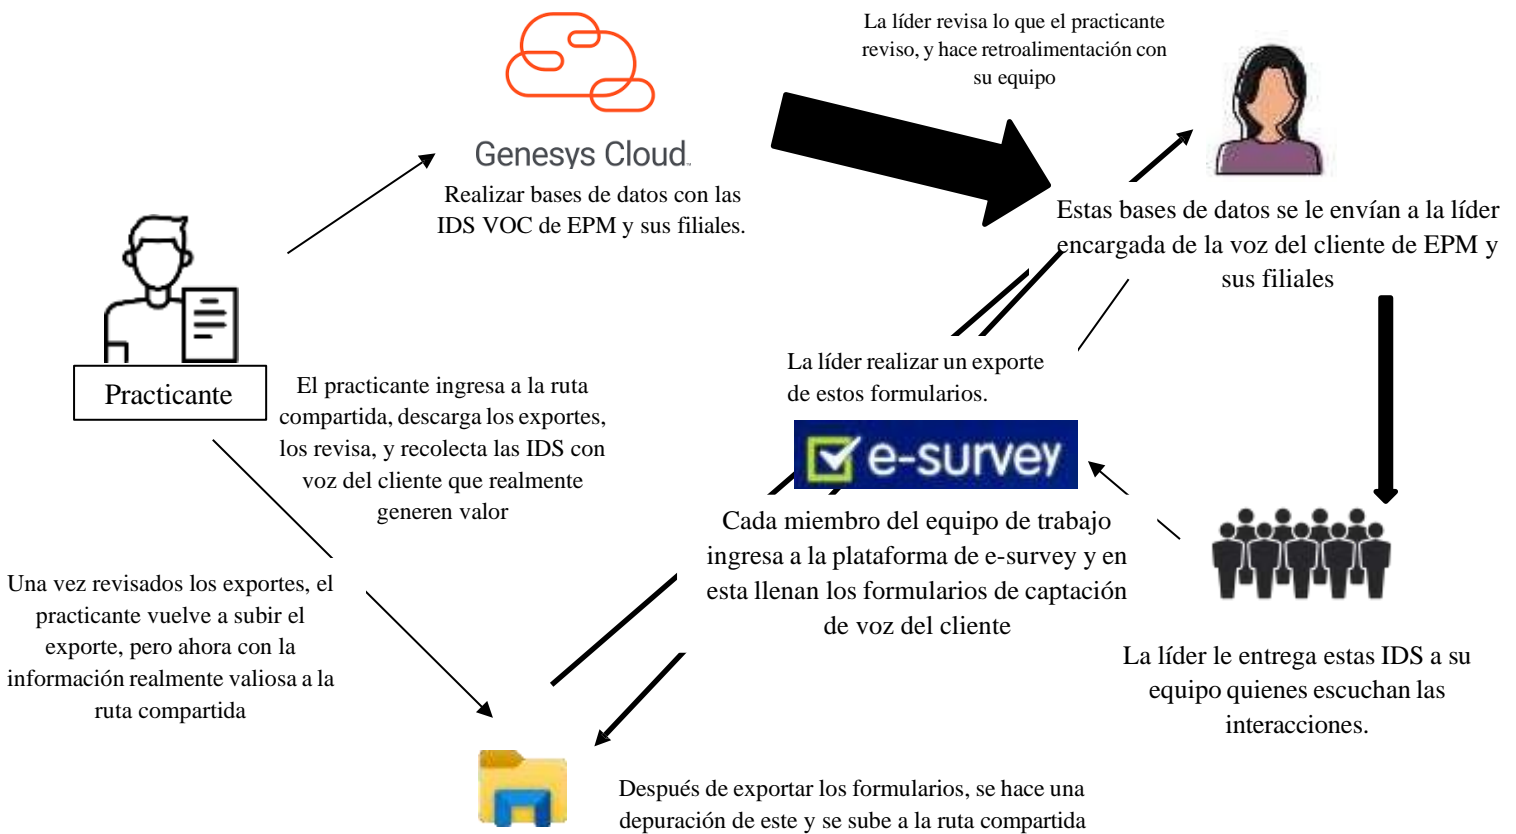 La líder revisa lo que el practicante
reviso, y hace retroalimentación con
su equipo
Genesys Cloud
Realizar bases de datos con las
IDS VOC de EPM y sus filiales.
Estas bases de datos se le envían a la líder
encargada de la voz del cliente de EPM y
sus filiales
Practicante
El practicante ingresa a la ruta
compartida, descarga los exportes,
los revisa, y recolecta las IDS con
voz del cliente que realmente
generen valor
La líder realizar un exporte
de estos formularios.
e-survey
Cada miembro del equipo de trabajo
ingresa a la plataforma de e-survey y en
esta llenan los formularios de captación
de voz del cliente
Una vez revisados los exportes, el
practicante vuelve a subir el
exporte, pero ahora con la
información realmente valiosa a la
ruta compartida
La líder le entrega estas IDS a su
equipo quienes escuchan las
interacciones.
Después de exportar los formularios, se hace una
depuración de este y se sube a la ruta compartida